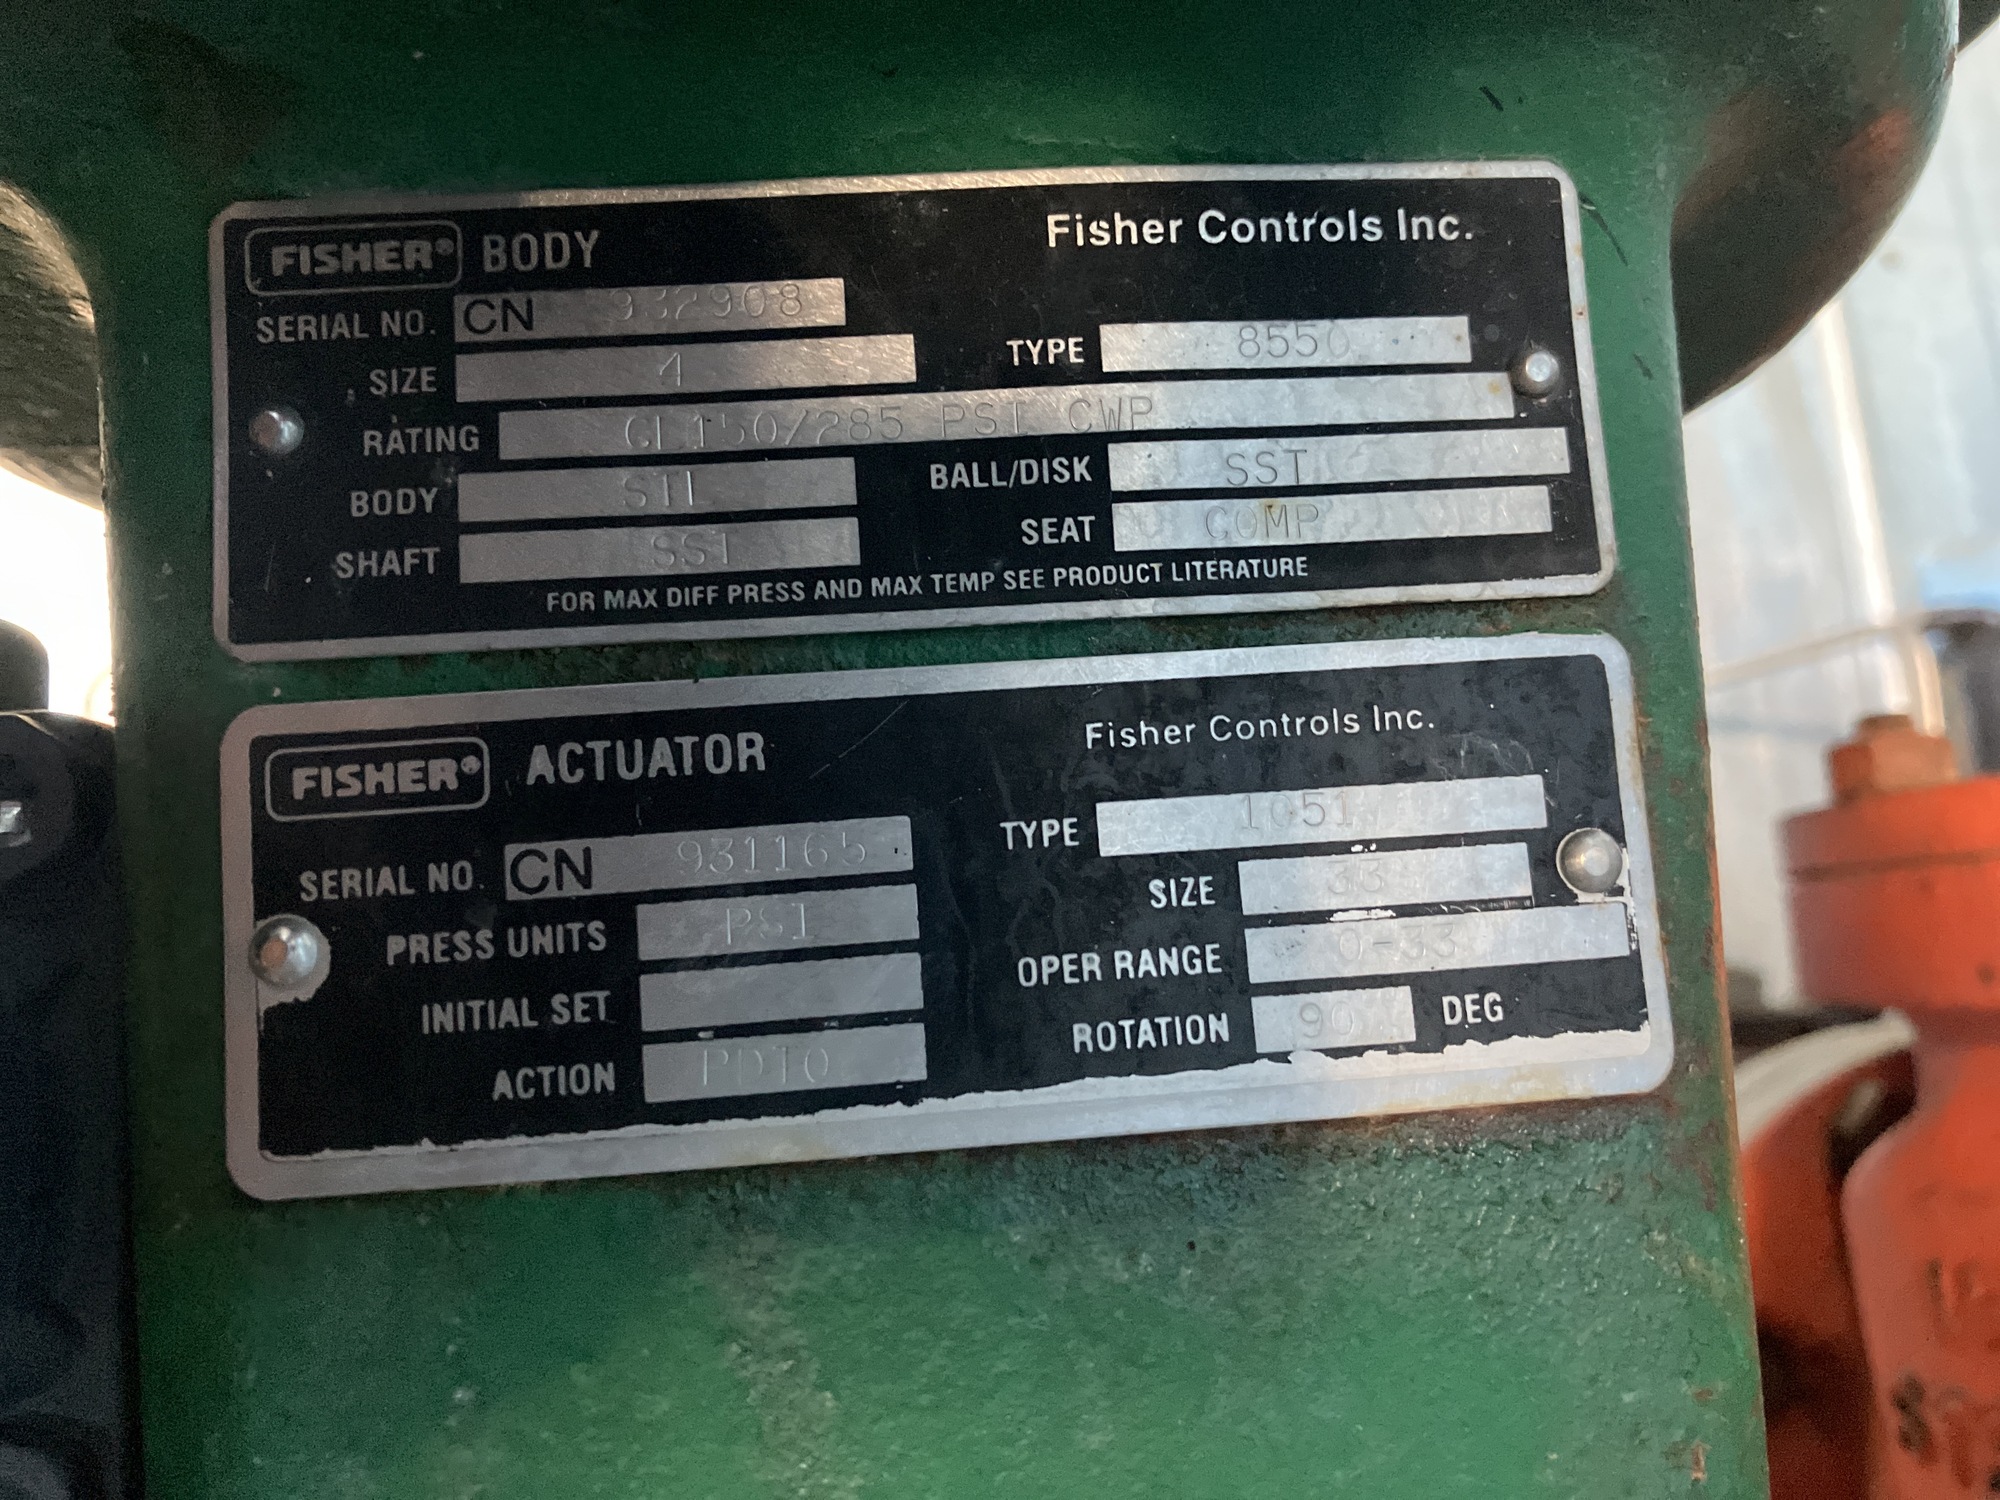 FISHER® BODY Fisher Controls Inc.
SERIAL NO. CN 932908
SIZE 4 TYPE 8550
RATING CL150/285 PSI CWP
BODY STL BALL/DISK SST
SHAFT SST SEAT COMP
FOR MAX DIFF PRESS AND MAX TEMP SEE PRODUCT LITERATURE
FISHER® ACTUATOR Fisher Controls Inc.
SERIAL NO. CN 931165 TYPE 1051
PRESS UNITS PSI SIZE 33
INITIAL SET OPER RANGE 0-33
ACTION PDTO ROTATION 90 DEG